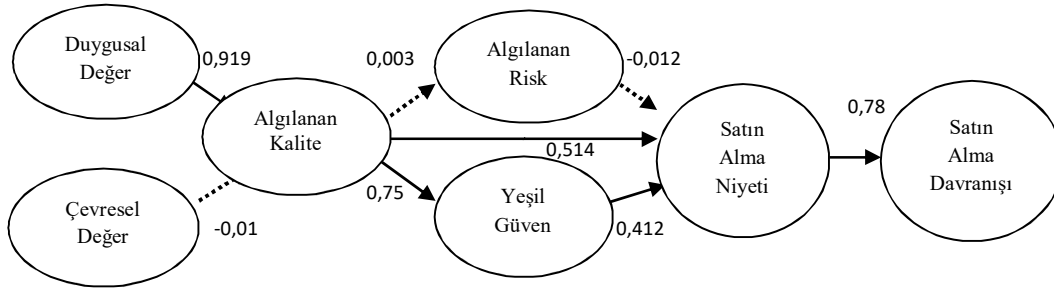 Duygusal
Değer
0,919
Algılanan
Kalite
Çevresel
Değer
-0,01
0,003
Algılanan
Risk
-0,012
0,514
0,75
Yeşil
Güven
0,412
Satın
Alma
Niyeti
0,78
Satın
Alma
Davranışı